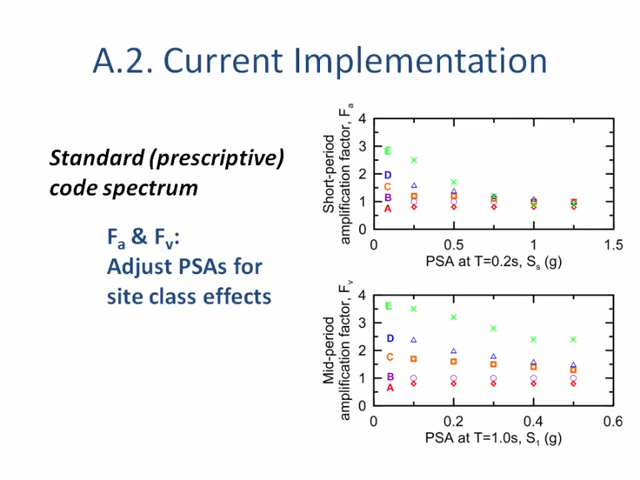 A.2. Current Implementation
Standard (prescriptive)
code spectrum
Fa & Fv:
Adjust PSAs for
site class effects
Short-period
amplification factor, Fa
4
3
2
1
0
E
D
C
B
A
0 0.5 1 1.5
PSA at T=0.2s, Ss (g)
Mid-period
amplification factor, Fv
4
3
2
1
0
E
D
C
B
A
0 0.2 0.4 0.6
PSA at T=1.0s, S1 (g)